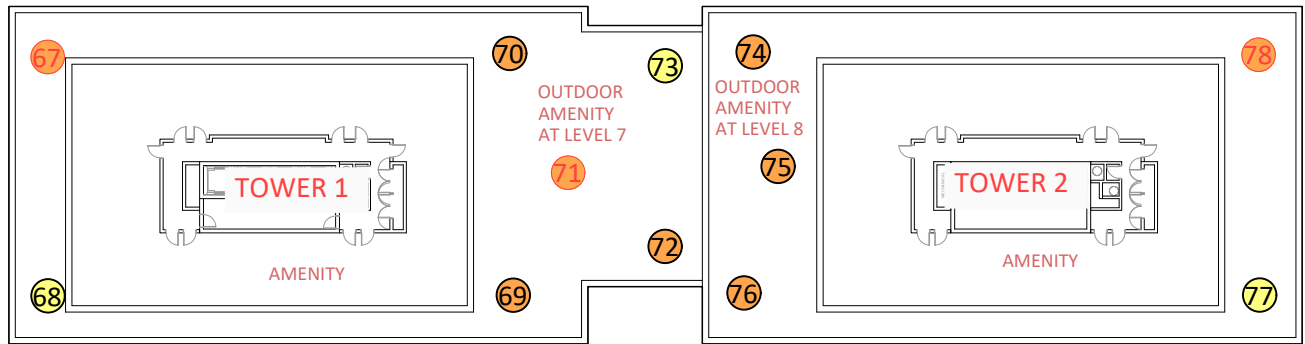 67
70
73
74
78
OUTDOOR
AMENITY
AT LEVEL 7
OUTDOOR
AMENITY
AT LEVEL 8
71
75
TOWER 1
TOWER 2
72
AMENITY
AMENITY
68
69
76
77